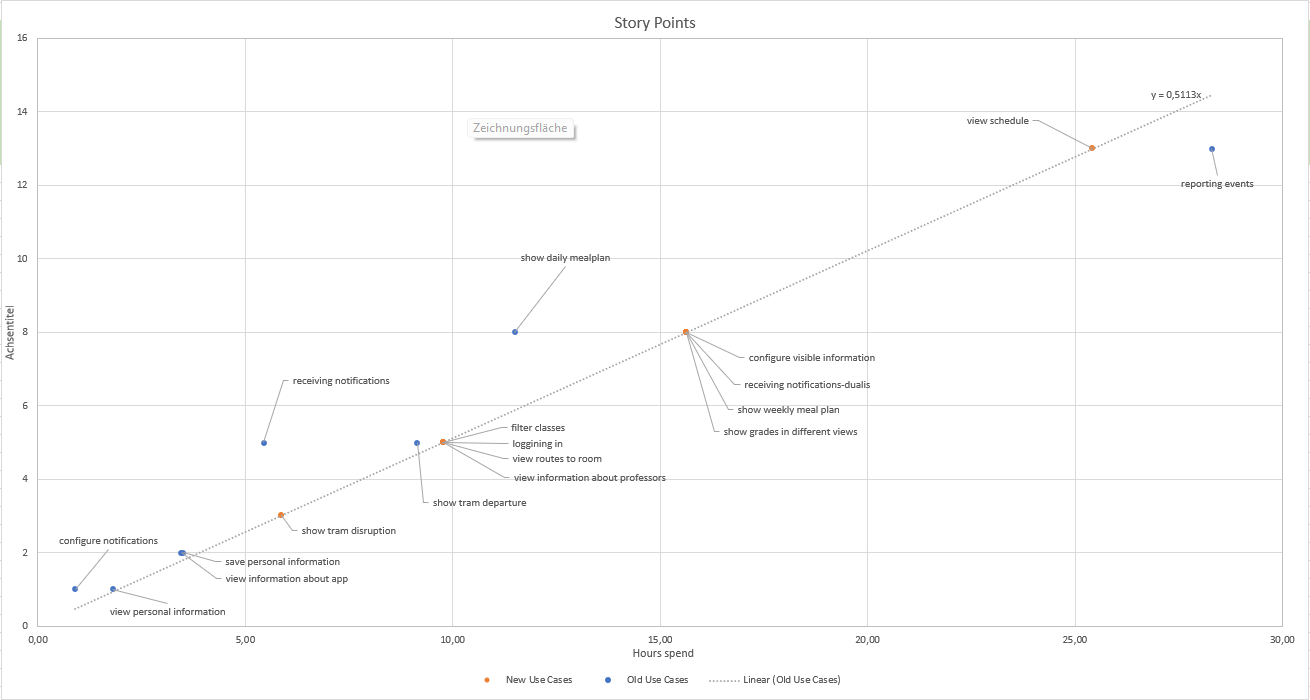 Story Points
16
14
12
10
8
6
4
2
0
Achsentitel
y = 0,5113x
Zeichnungsfläche
view schedule
reporting events
show daily mealplan
configure visible information
receiving notifications
receiving notifications-dualis
show weekly meal plan
filter classes
show grades in different views
loggining in
view routes to room
view information about professors
show tram departure
show tram disruption
configure notifications
save personal information
view information about app
view personal information
0,00 5,00 10,00 15,00 20,00 25,00 30,00
Hours spend
New Use Cases Old Use Cases Linear (Old Use Cases)